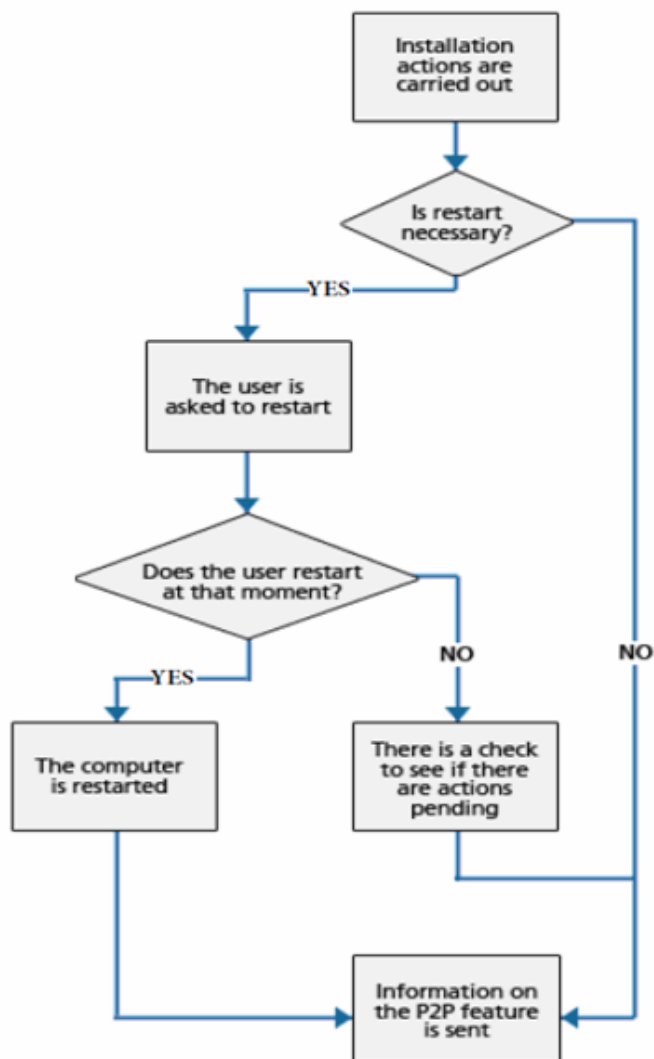 Installation
actions are
carried out
Is restart
necessary?
YES
The user is
asked to restart
Does the user restart
at that moment?
NO
NO
YES
The computer
is restarted
There is a check
to see if there
are actions
pending
Information on
the P2P feature
is sent